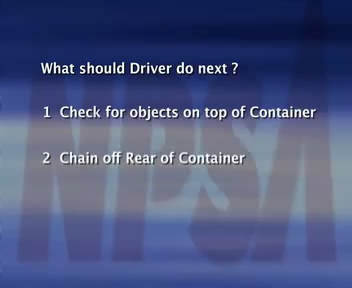 What should Driver do next ?
1 Check for objects on top of Container
2 Chain off Rear of Container
NPSA